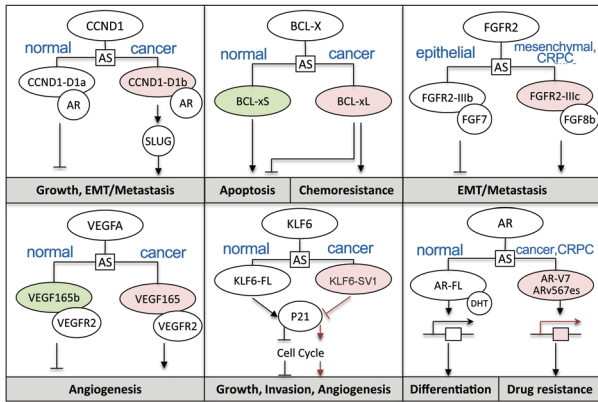 CCND1
normal
AS
cancer
CCND1-D1a
CCND1-D1b
AR
AR
SLUG
Growth, EMT/Metastasis
BCL-X
normal
AS
cancer
BCL-xS
BCL-xL
Apoptosis
Chemoresistance
FGFR2
epithelial
AS
mesenchymal,
CRPC
FGFR2-IIIb
FGFR2-IIIc
FGF7
FGF8b
EMT/Metastasis
VEGFA
normal
AS
cancer
VEGF165b
VEGF165
VEGFR2
VEGFR2
Angiogenesis
KLF6
normal
AS
cancer
KLF6-FL
KLF6-SV1
P21
Cell Cycle
Growth, Invasion, Angiogenesis
AR
normal
AS
cancer,CRPC
AR-FL
DHT
AR-V7
ARv567es
Differentiation
Drug resistance